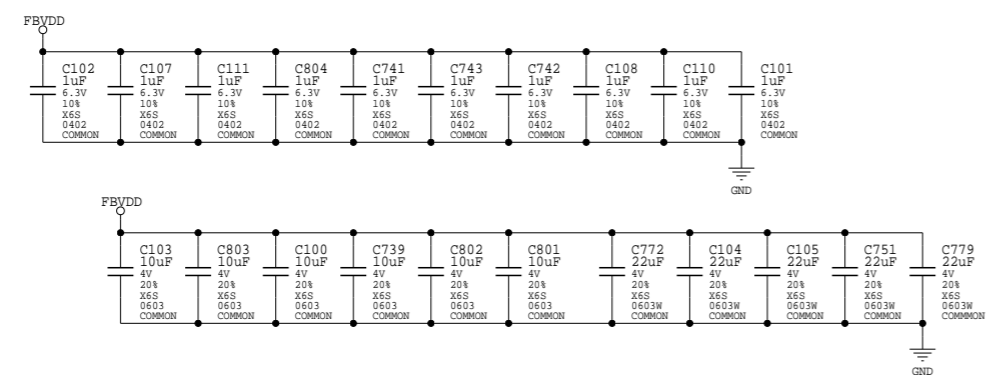 FBVDD
C102 C107 C111 C804 C741 C743 C742 C108 C110 C101
1uF 1uF 1uF 1uF 1uF 1uF 1uF 1uF 1uF 1uF
6.3V 6.3V 6.3V 6.3V 6.3V 6.3V 6.3V 6.3V 6.3V 6.3V
10% 10% 10% 10% 10% 10% 10% 10% 10% 10%
X6S X6S X6S X6S X6S X6S X6S X6S X6S X6S
0402 0402 0402 0402 0402 0402 0402 0402 0402 0402
COMMON COMMON COMMON COMMON COMMON COMMON COMMON COMMON COMMON COMMON
GND
FBVDD
C103 C803 C100 C739 C802 C801 C772 C104 C105 C751 C779
10uF 10uF 10uF 10uF 10uF 10uF 22uF 22uF 22uF 22uF 22uF
4V 4V 4V 4V 4V 4V 4V 4V 4V 4V 4V
20% 20% 20% 20% 20% 20% 20% 20% 20% 20% 20%
X6S X6S X6S X6S X6S X6S X6S X6S X6S X6S X6S
0603 0603 0603 0603 0603 0603 0603W 0603W 0603W 0603W 0603W
COMMON COMMON COMMON COMMON COMMON COMMON COMMON COMMON COMMON COMMON COMMMON
GND